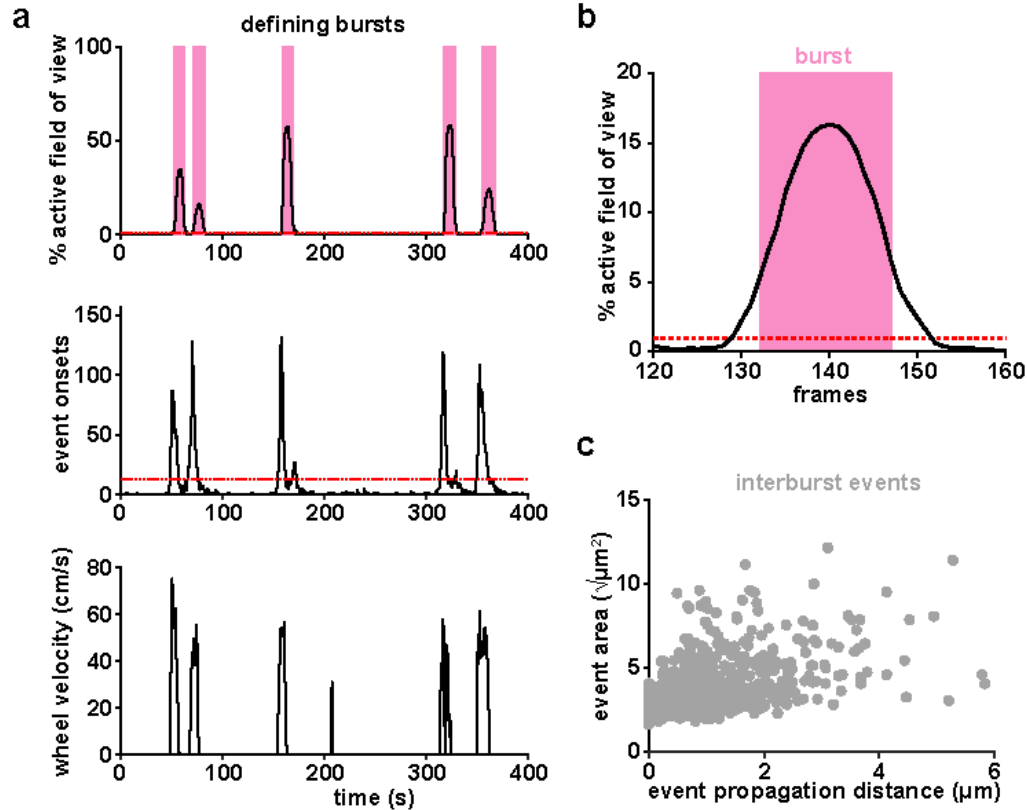 a
defining bursts
% active field of view
100
50
0
0 100 200 300 400
event onsets
150
100
50
0
0 100 200 300 400
wheel velocity (cm/s)
80
60
40
20
0
0 100 200 300 400
time (s)
b
burst
% active field of view
20
15
10
5
0
120 130 140 150 160
frames
c
interburst events
event area (√μm²)
15
10
5
0
0 2 4 6
event propagation distance (μm)